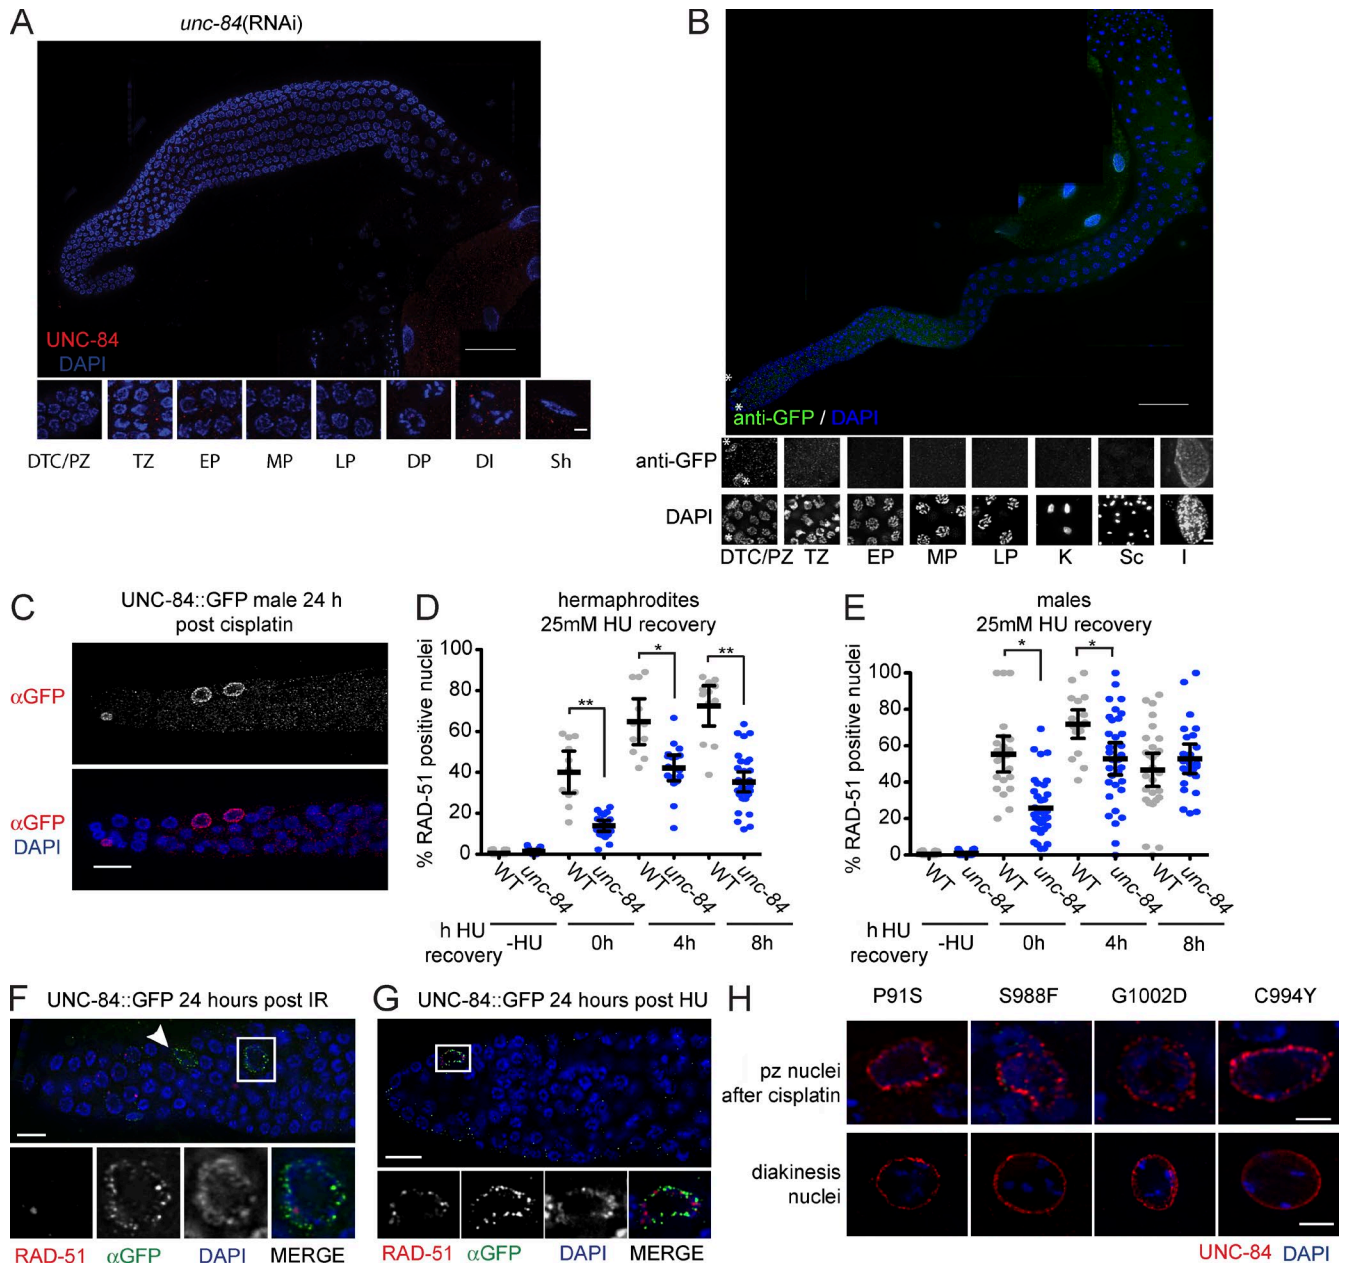 A
unc-84(RNAi)
UNC-84
DAPI
DTC/PZ TZ EP MP LP DP DI Sh
B
*
*
anti-GFP / DAPI
anti-GFP
* *
DAPI
*
DTC/PZ TZ EP MP LP K Sc I
C
UNC-84::GFP male 24 h
post cisplatin
αGFP
αGFP
DAPI
D
hermaphrodites
25mM HU recovery
% RAD-51 positive nuclei
100
80
60
40
20
0
** * **
WT unc-84 WT unc-84 WT unc-84 WT unc-84
h HU
recovery
-HU 0h 4h 8h
E
males
25mM HU recovery
% RAD-51 positive nuclei
100
80
60
40
20
0
* *
WT unc-84 WT unc-84 WT unc-84 WT unc-84
h HU
recovery
-HU 0h 4h 8h
F
UNC-84::GFP 24 hours post IR
RAD-51 αGFP DAPI MERGE
G
UNC-84::GFP 24 hours post HU
RAD-51 αGFP DAPI MERGE
H
P91S S988F G1002D C994Y
pz nuclei
after cisplatin
diakinesis
nuclei
UNC-84 DAPI